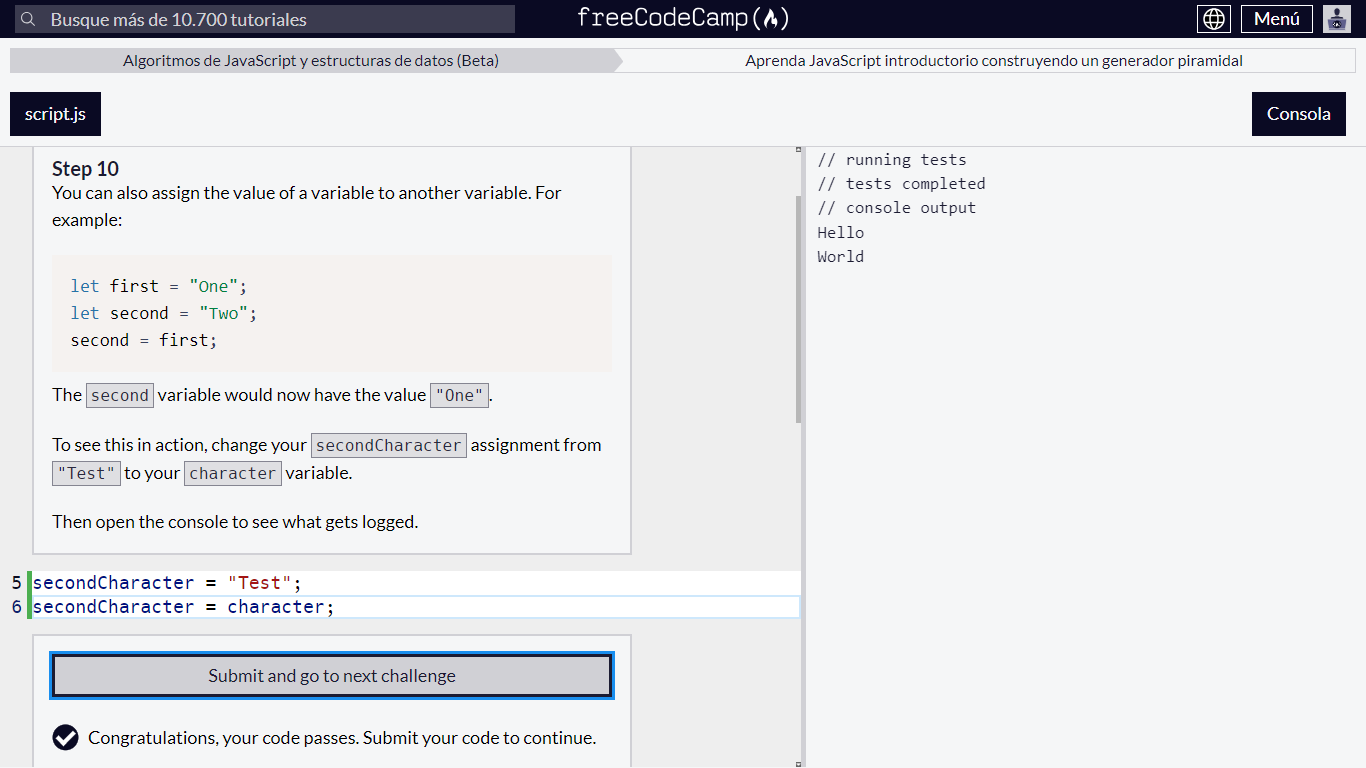 Busque más de 10.700 tutoriales
freeCodeCamp
Menú
Algoritmos de JavaScript y estructuras de datos (Beta)
Aprenda JavaScript introductorio construyendo un generador piramidal
script.js
Consola
Step 10
You can also assign the value of a variable to another variable. For
example:
let first = "One";
let second = "Two";
second = first;
The second variable would now have the value "One".
To see this in action, change your secondCharacter assignment from
"Test" to your character variable.
Then open the console to see what gets logged.
5 secondCharacter = "Test";
6 secondCharacter = character;
Submit and go to next challenge
Congratulations, your code passes. Submit your code to continue.
// running tests
// tests completed
// console output
Hello
World